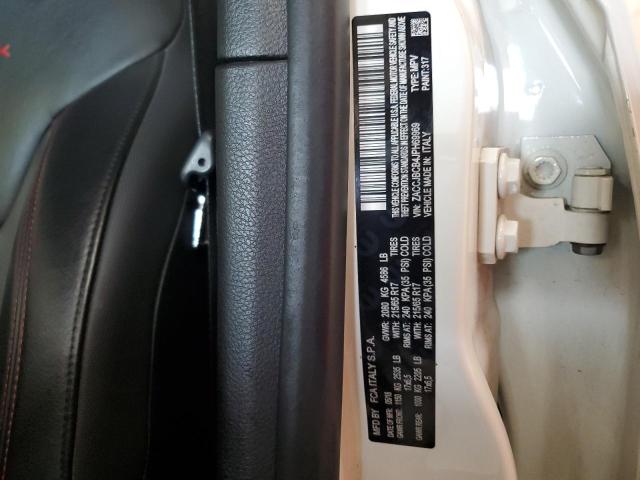 MFD BY FCA ITALY S.P.A.
DATE OF MFR: 05/18 GVWR: 2080 KG 4586 LB
GAWR FRONT: 1150 KG 2535 LB WITH: 215/65 R17 TIRES
17x6.5 RIMS AT: 240 KPA(35 PSI) COLD
GAWR REAR: 1000 KG 2205 LB WITH: 215/65 R17 TIRES
17x6.5 RIMS AT: 240 KPA(35 PSI) COLD
THIS VEHICLE CONFORMS TO ALL APPLICABLE U.S.A. FEDERAL MOTOR VEHICLE SAFETY AND
THEFT PREVENTION STANDARDS IN EFFECT ON THE DATE OF MANUFACTURE SHOWN ABOVE
VIN: ZACCJBCB4JPH69969 TYPE: MPV
VEHICLE MADE IN: ITALY PAINT: 317